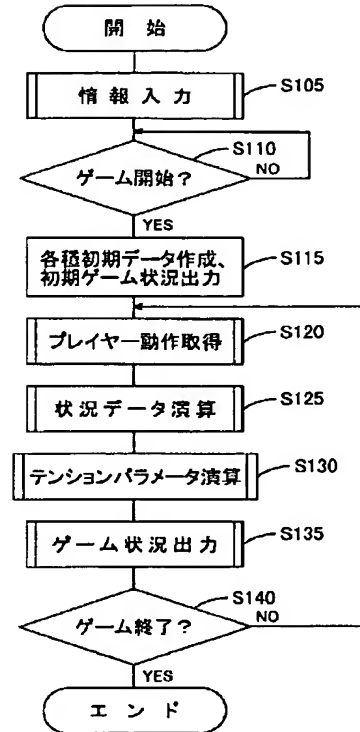 開始
情報入力
S105
S110
ゲーム開始？
NO
YES
各種初期データ作成、
初期ゲーム状況出力
S115
プレイヤー動作取得
S120
状況データ演算
S125
テンションパラメータ演算
S130
ゲーム状況出力
S135
S140
ゲーム終了？
NO
YES
エンド